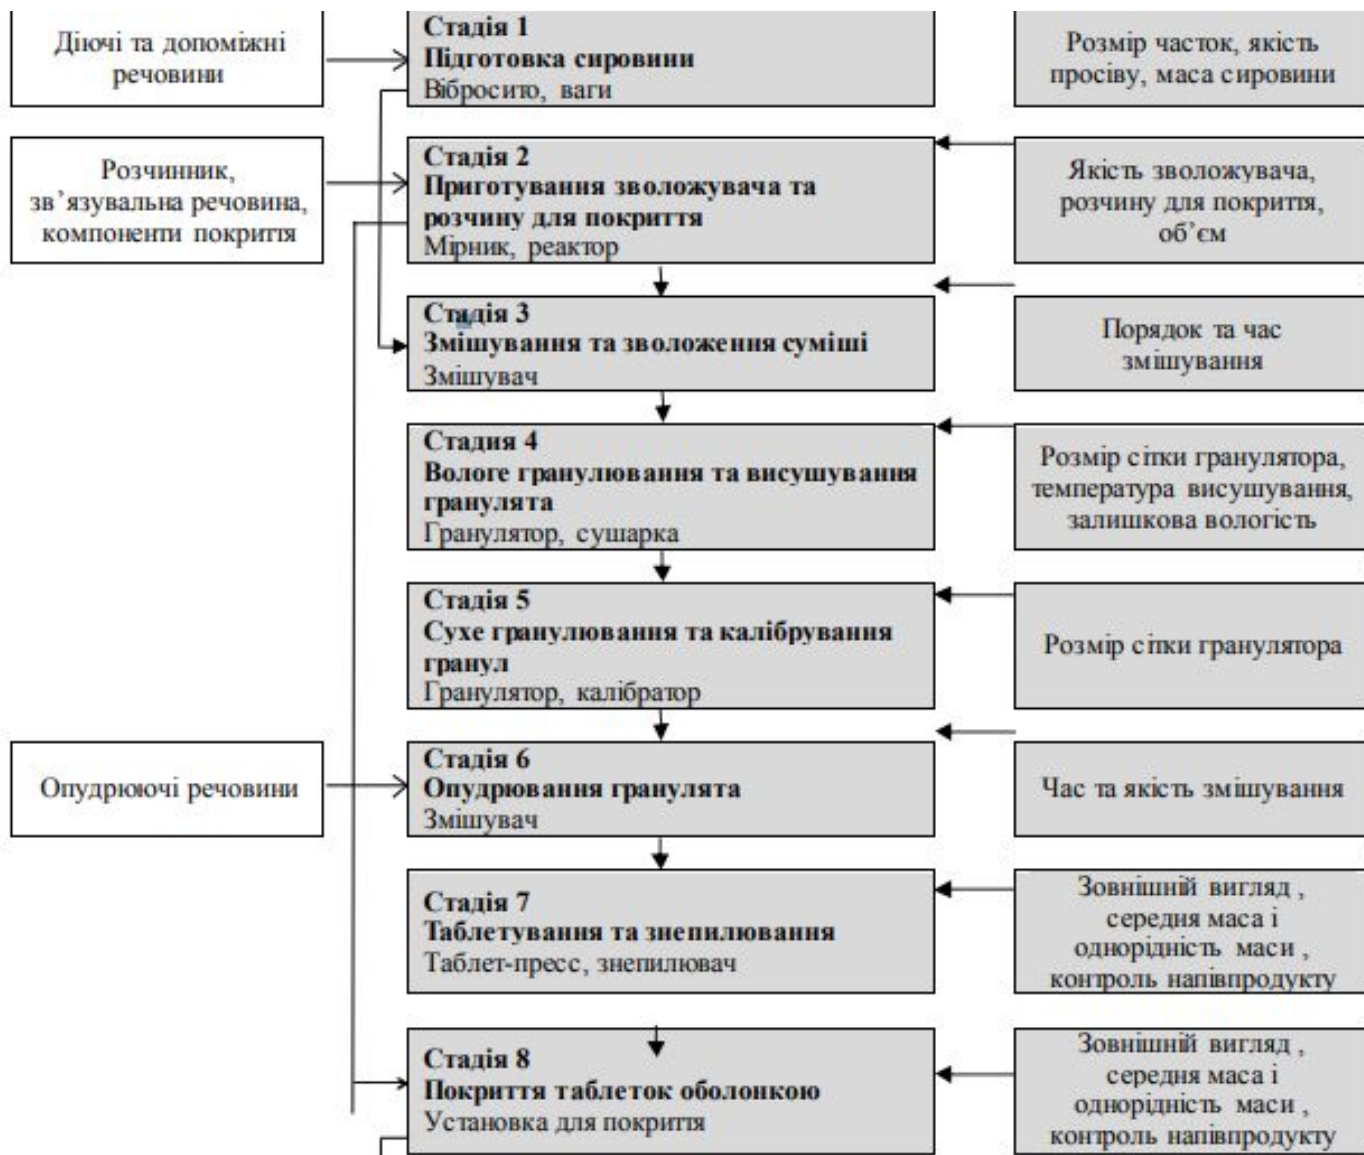 Діючі та допоміжні
речовини
Стадія 1
Підготовка сировини
Вібросито, ваги
Розмір часток, якість
просіву, маса сировини
Розчинник,
зв’язувальна речовина,
компоненти покриття
Стадія 2
Приготування зволожувача та
розчину для покриття
Мірник, реактор
Якість зволожувача,
розчину для покриття,
об’єм
Стадія 3
Змішування та зволоження суміші
Змішувач
Порядок та час
змішування
Стадия 4
Вологе гранулювання та висушування
гранулята
Гранулятор, сушарка
Розмір сітки гранулятора,
температура висушування,
залишкова вологість
Стадія 5
Сухе гранулювання та калібрування
гранул
Гранулятор, калібратор
Розмір сітки гранулятора
Опудрюючі речовини
Стадія 6
Опудрювання гранулята
Змішувач
Час та якість змішування
Стадія 7
Таблетування та знепилювання
Таблет-пресс, знепилювач
Зовнішній вигляд ,
середня маса і
однорідність маси ,
контроль напівпродукту
Стадія 8
Покриття таблеток оболонкою
Установка для покриття
Зовнішній вигляд ,
середня маса і
однорідність маси ,
контроль напівпродукту